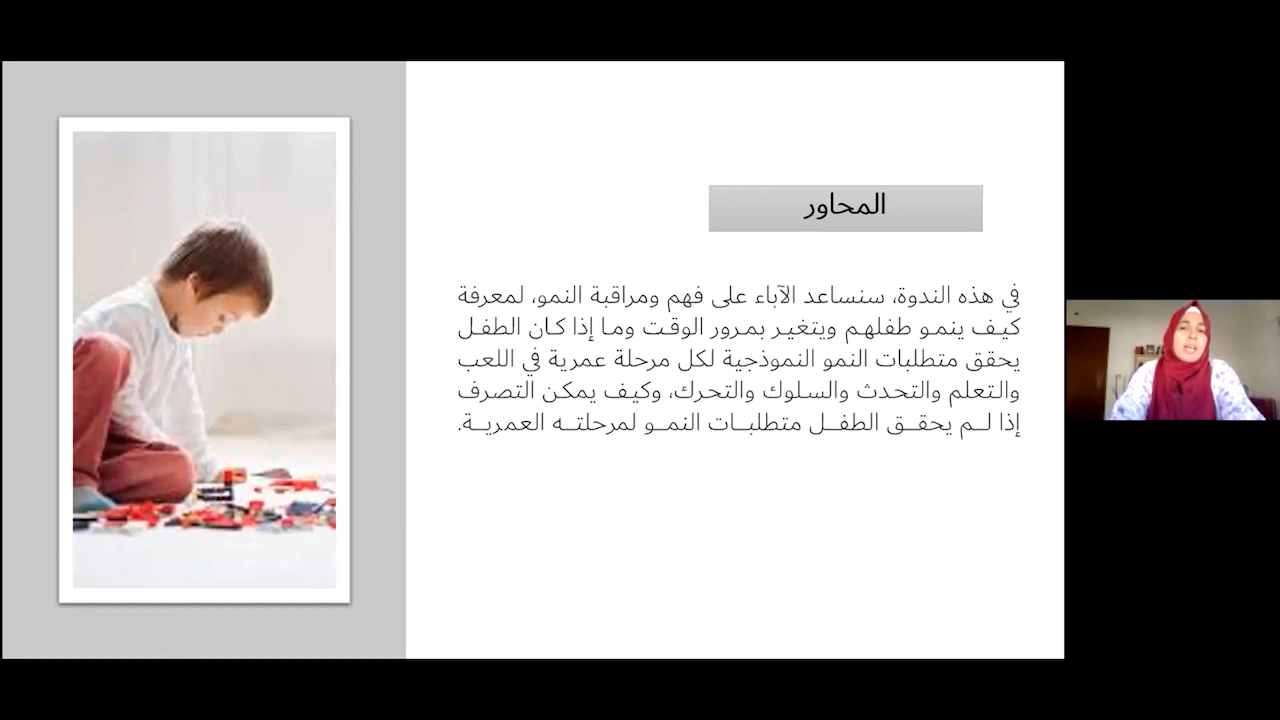 المحاور
في هذه الندوة، سنساعد الآباء على فهم ومراقبة النمو، لمعرفة
كيف ينمو طفلهم ويتغير بمرور الوقت وما إذا كان الطفل
يحقق متطلبات النمو النموذجية لكل مرحلة عمرية في اللعب
والتعلم والتحدث والسلوك والتحرك، وكيف يمكن التصرف
إذا لم يحقق الطفل متطلبات النمو لمرحلته العمرية.